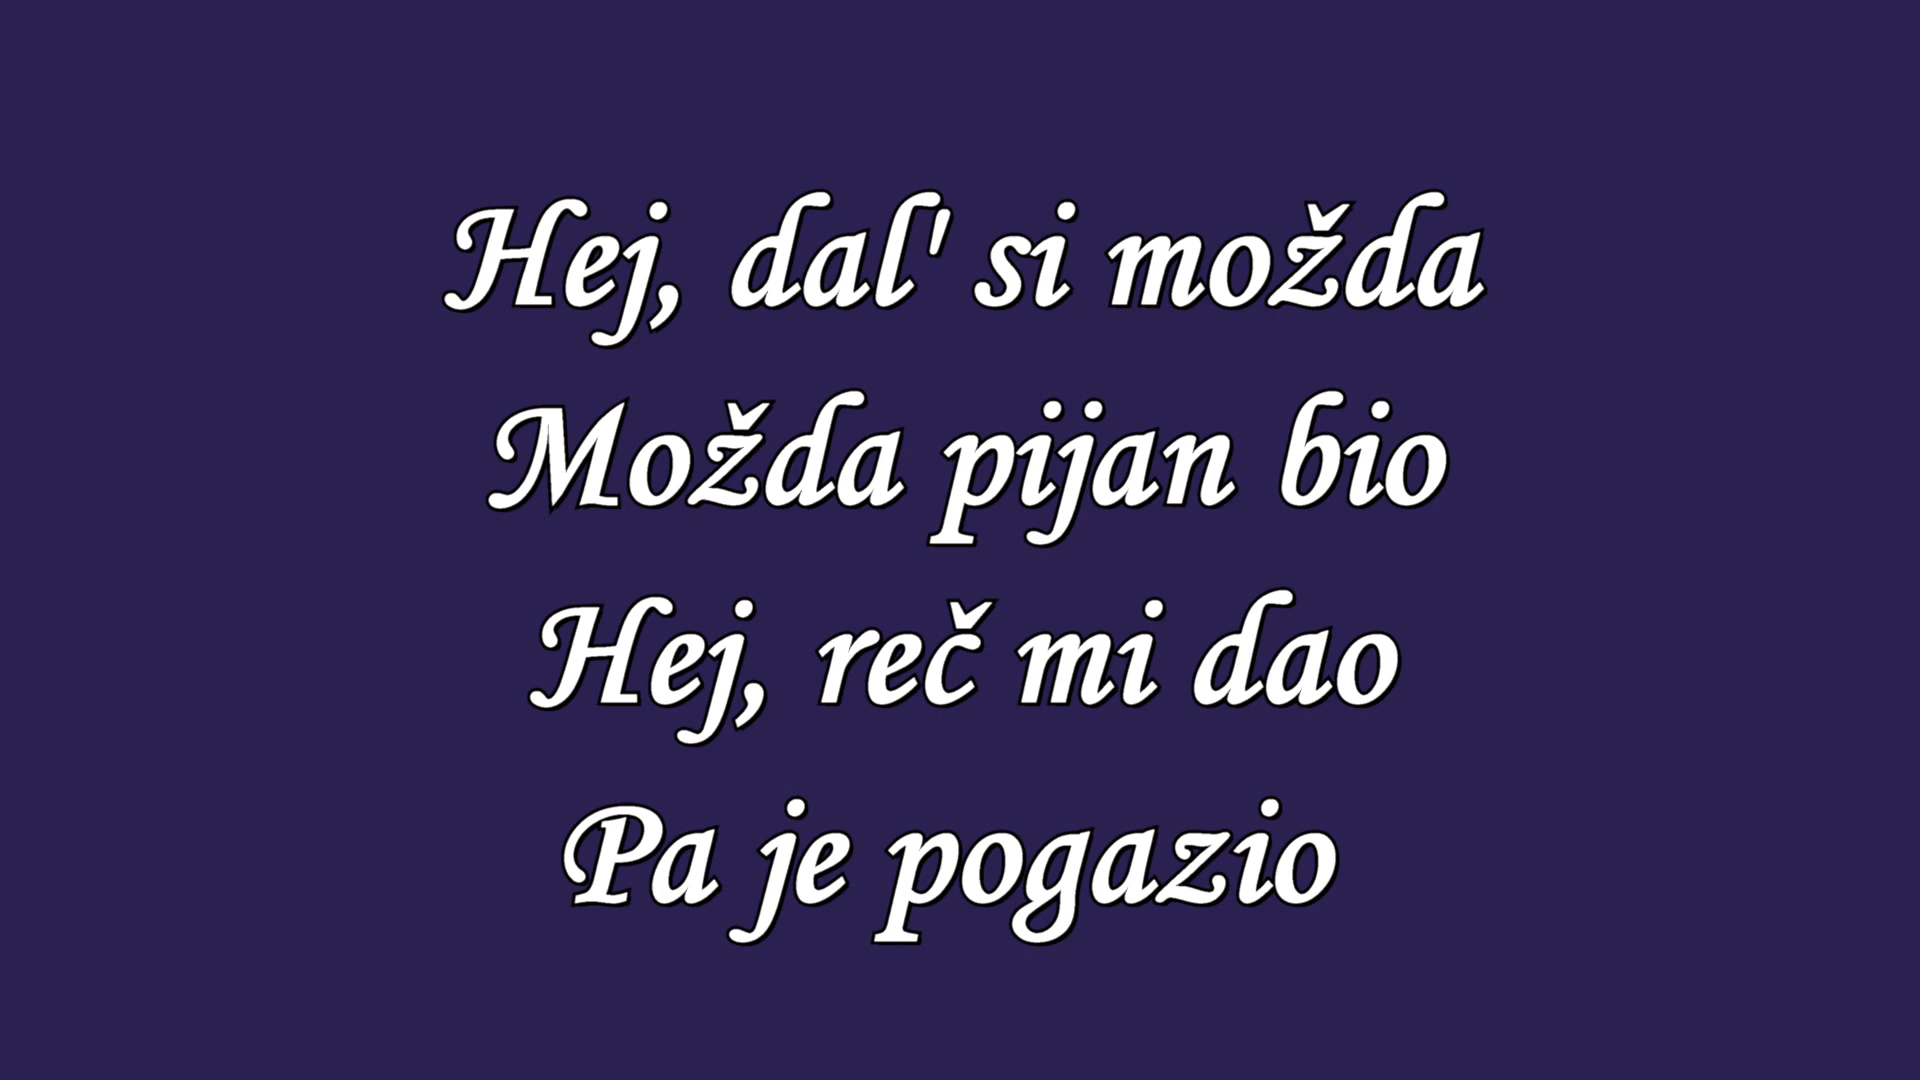 Hej, dal' si možda
Možda pijan bio
Hej, reč mi dao
Pa je pogazio